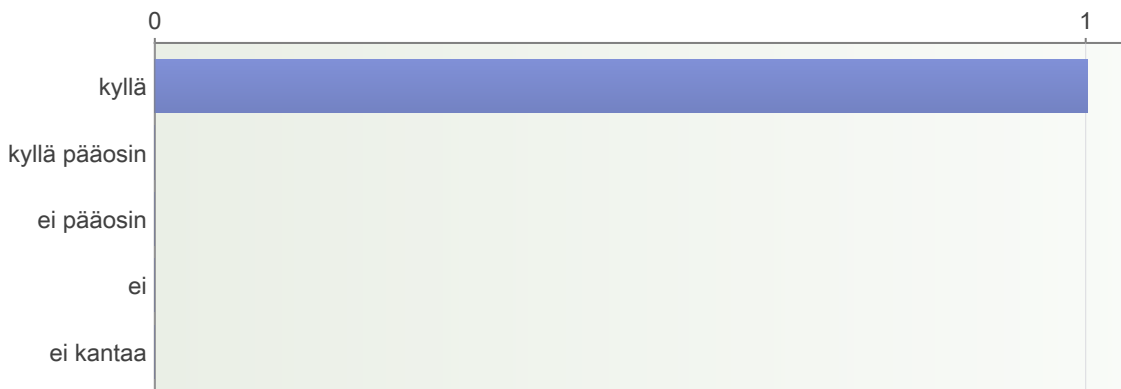 0 1
kyllä
kyllä pääosin
ei pääosin
ei
ei kantaa